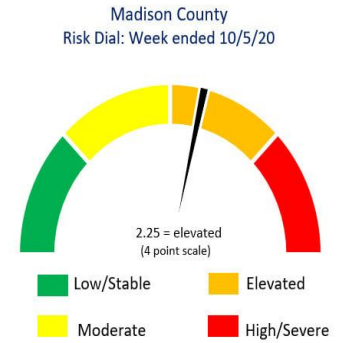 Madison County
Risk Dial: Week ended 10/5/20
2.25 = elevated
(4 point scale)
Low/Stable
Elevated
Moderate
High/Severe